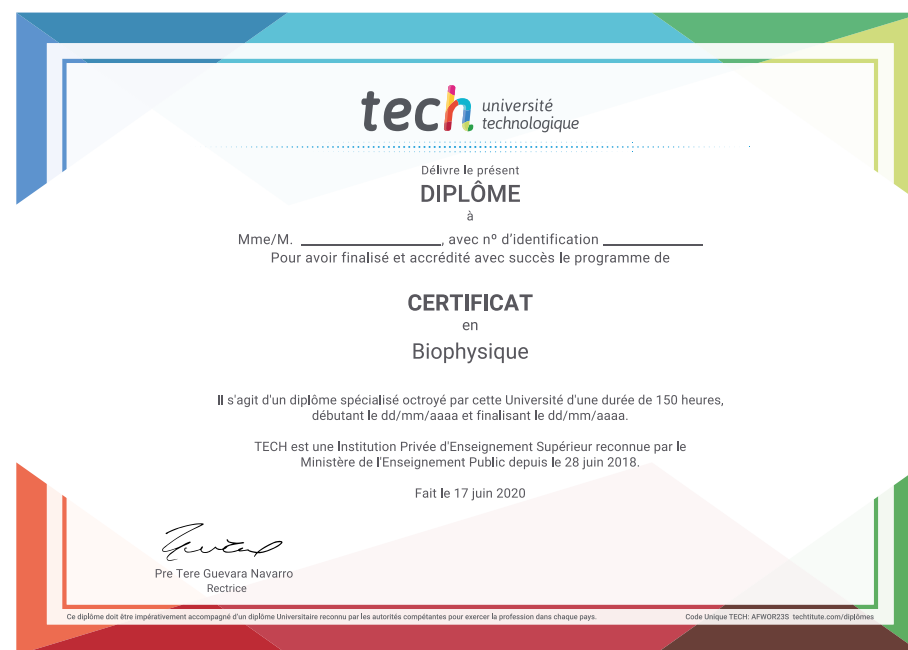 tech université
technologique
Délivre le présent
DIPLÔME
à
Mme/M. ____________________, avec nº d'identification ______________
Pour avoir finalisé et accrédité avec succès le programme de
CERTIFICAT
en
Biophysique
Il s'agit d'un diplôme spécialisé octroyé par cette Université d'une durée de 150 heures,
débutant le dd/mm/aaaa et finalisant le dd/mm/aaaa.
TECH est une Institution Privée d'Enseignement Supérieur reconnue par le
Ministère de l'Enseignement Public depuis le 28 juin 2018.
Fait le 17 juin 2020
Pre Tere Guevara Navarro
Rectrice
Ce diplôme doit être impérativement accompagné d'un diplôme Universitaire reconnu par les autorités compétantes pour exercer la profession dans chaque pays. Code Unique TECH: AFWOR23S techtitute.com/diplômes